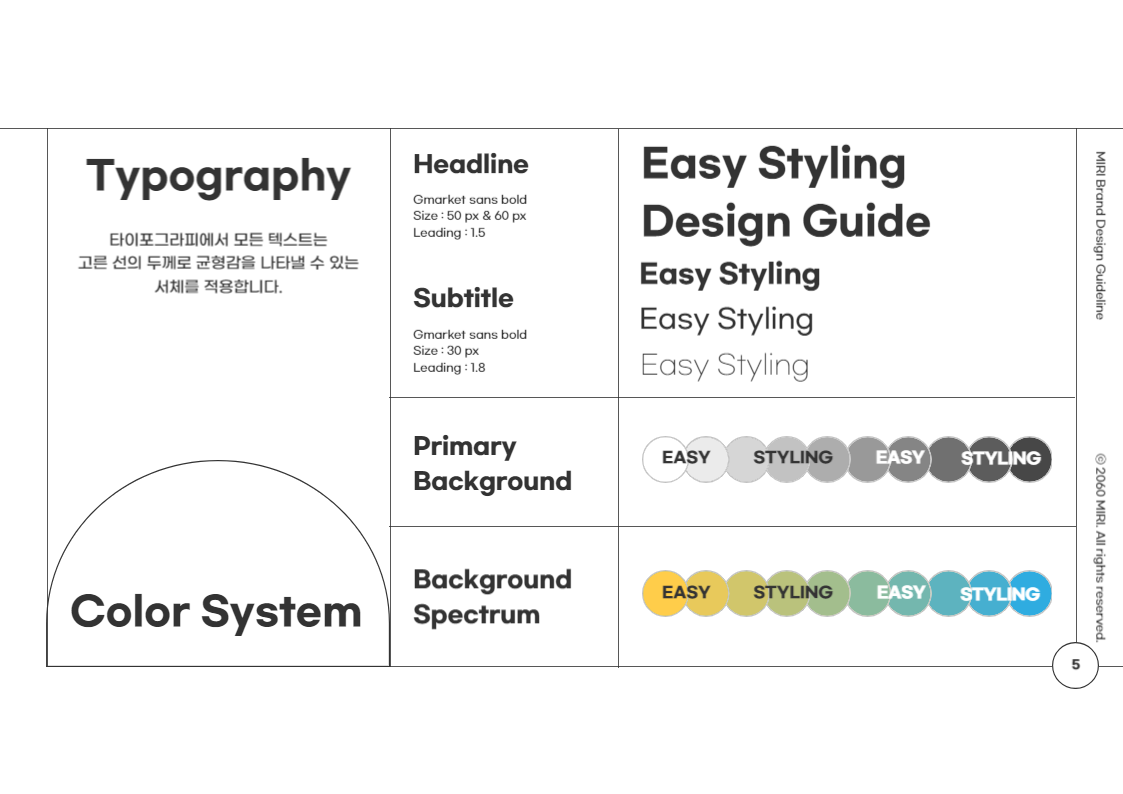 Typography
타이포그라피에서 모든 텍스트는
고른 선의 두께로 균형감을 나타낼 수 있는
서체를 적용합니다.
Color System
Headline
Gmarket sans bold
Size : 50 px & 60 px
Leading : 1.5
Subtitle
Gmarket sans bold
Size : 30 px
Leading : 1.8
Easy Styling
Design Guide
Easy Styling
Easy Styling
Easy Styling
Primary
Background
EASY STYLING EASY STYLING
Background
Spectrum
EASY STYLING EASY STYLING
MIRI Brand Design Guideline
© 2060 MIRI. All rights reserved.
5